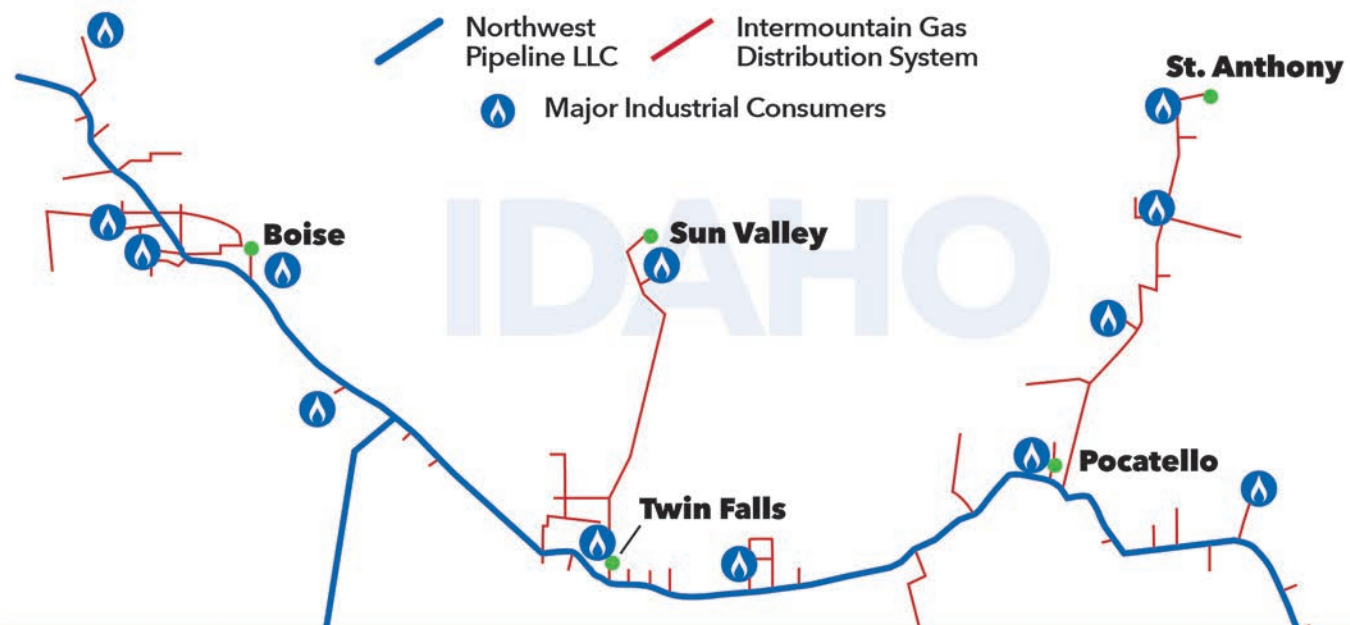 Northwest
Pipeline LLC
Intermountain Gas
Distribution System
Major Industrial Consumers
St. Anthony
IDAHO
Boise
Sun Valley
Pocatello
Twin Falls